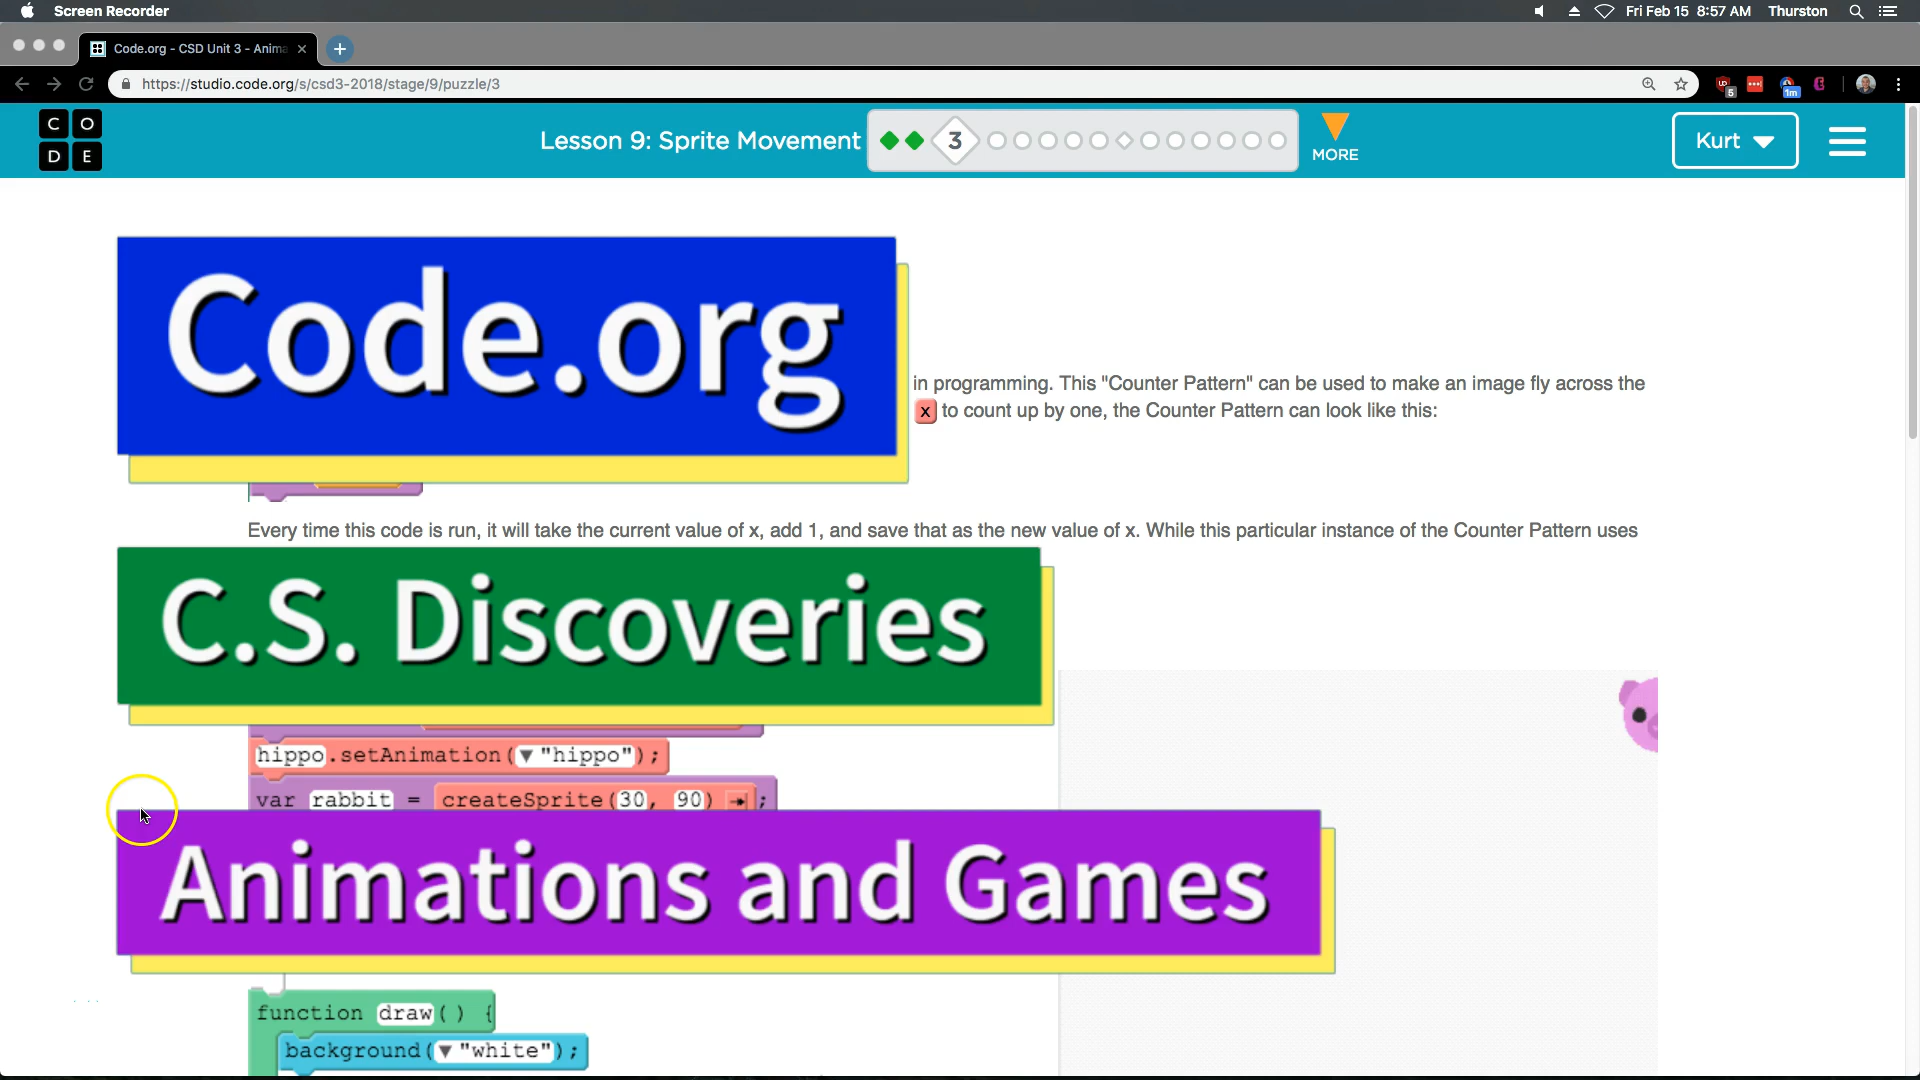 Screen Recorder
Fri Feb 15 8:57 AM Thurston
Code.org - CSD Unit 3 - Anima
https://studio.code.org/s/csd3-2018/stage/9/puzzle/3
5
1m
C O
D E
Lesson 9: Sprite Movement
3
MORE
Kurt
Code.org
in programming. This "Counter Pattern" can be used to make an image fly across the
x to count up by one, the Counter Pattern can look like this:
Every time this code is run, it will take the current value of x, add 1, and save that as the new value of x. While this particular instance of the Counter Pattern uses
C.S. Discoveries
hippo.setAnimation(▼"hippo");
var rabbit = createSprite(30, 90) ;
Animations and Games
function draw() {
background(▼"white");